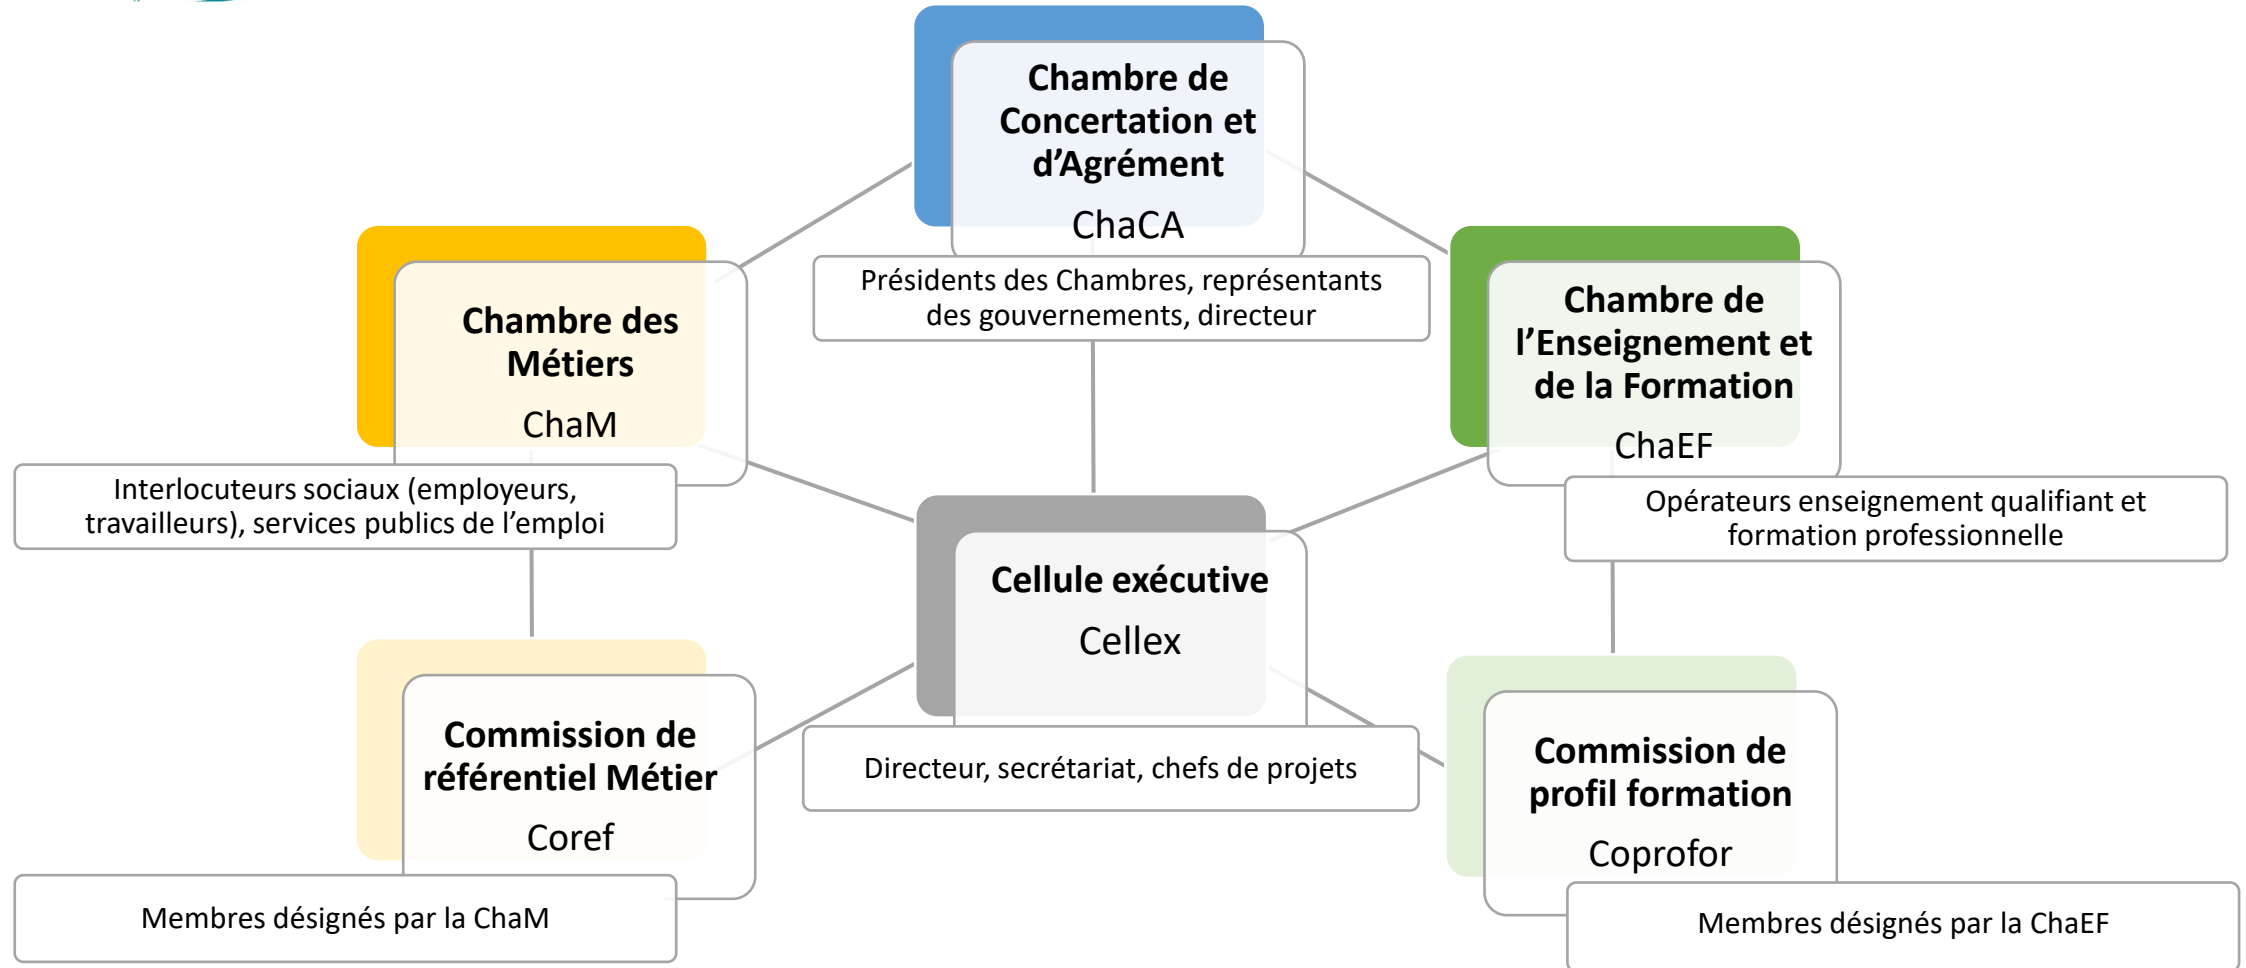 Chambre de
Concertation et
d’Agrément
ChaCA
Présidents des Chambres, représentants
des gouvernements, directeur
Chambre des
Métiers
ChaM
Interlocuteurs sociaux (employeurs,
travailleurs), services publics de l’emploi
Chambre de
l’Enseignement et
de la Formation
ChaEF
Opérateurs enseignement qualifiant et
formation professionnelle
Cellule exécutive
Cellex
Directeur, secrétariat, chefs de projets
Commission de
référentiel Métier
Coref
Membres désignés par la ChaM
Commission de
profil formation
Coprofor
Membres désignés par la ChaEF